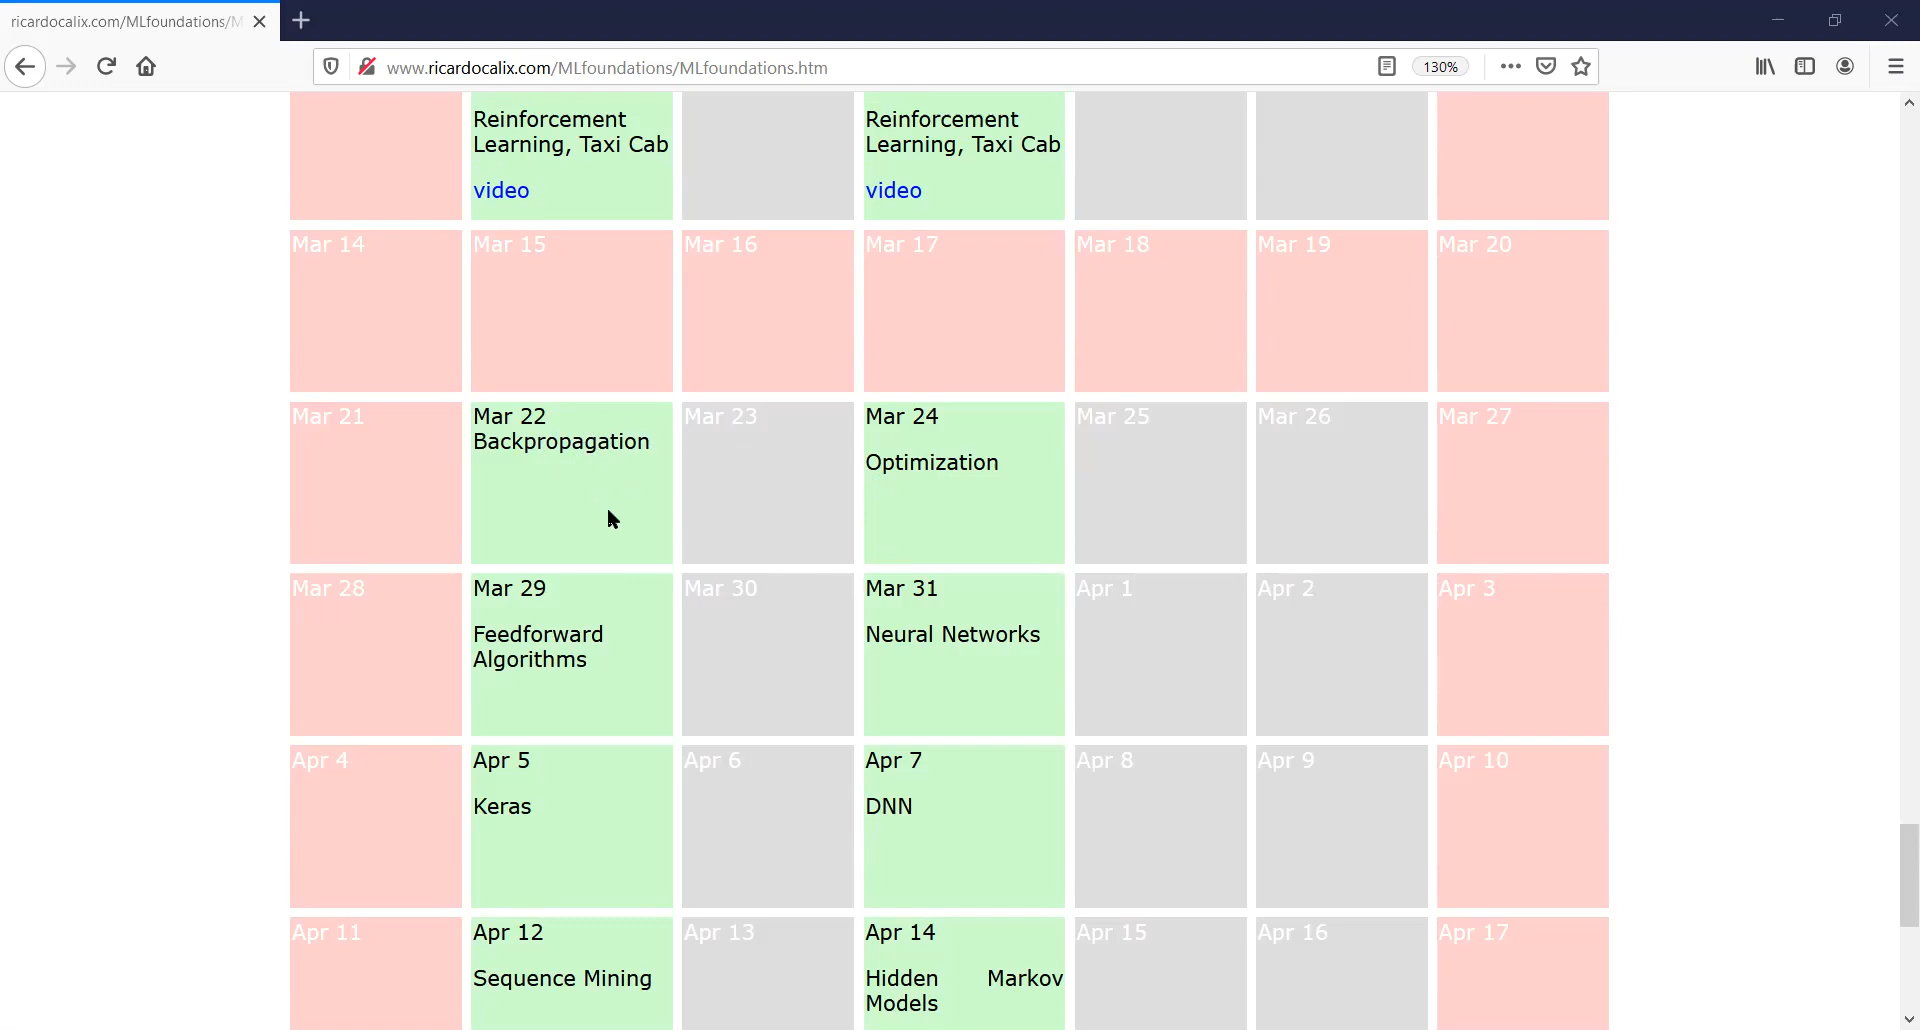 ricardocalix.com/MLfoundations/M
www.ricardocalix.com/MLfoundations/MLfoundations.htm
130%
Reinforcement
Learning, Taxi Cab
video
Reinforcement
Learning, Taxi Cab
video
Mar 14
Mar 15
Mar 16
Mar 17
Mar 18
Mar 19
Mar 20
Mar 21
Mar 22
Backpropagation
Mar 23
Mar 24
Optimization
Mar 25
Mar 26
Mar 27
Mar 28
Mar 29
Feedforward
Algorithms
Mar 30
Mar 31
Neural Networks
Apr 1
Apr 2
Apr 3
Apr 4
Apr 5
Keras
Apr 6
Apr 7
DNN
Apr 8
Apr 9
Apr 10
Apr 11
Apr 12
Sequence Mining
Apr 13
Apr 14
Hidden Markov
Models
Apr 15
Apr 16
Apr 17